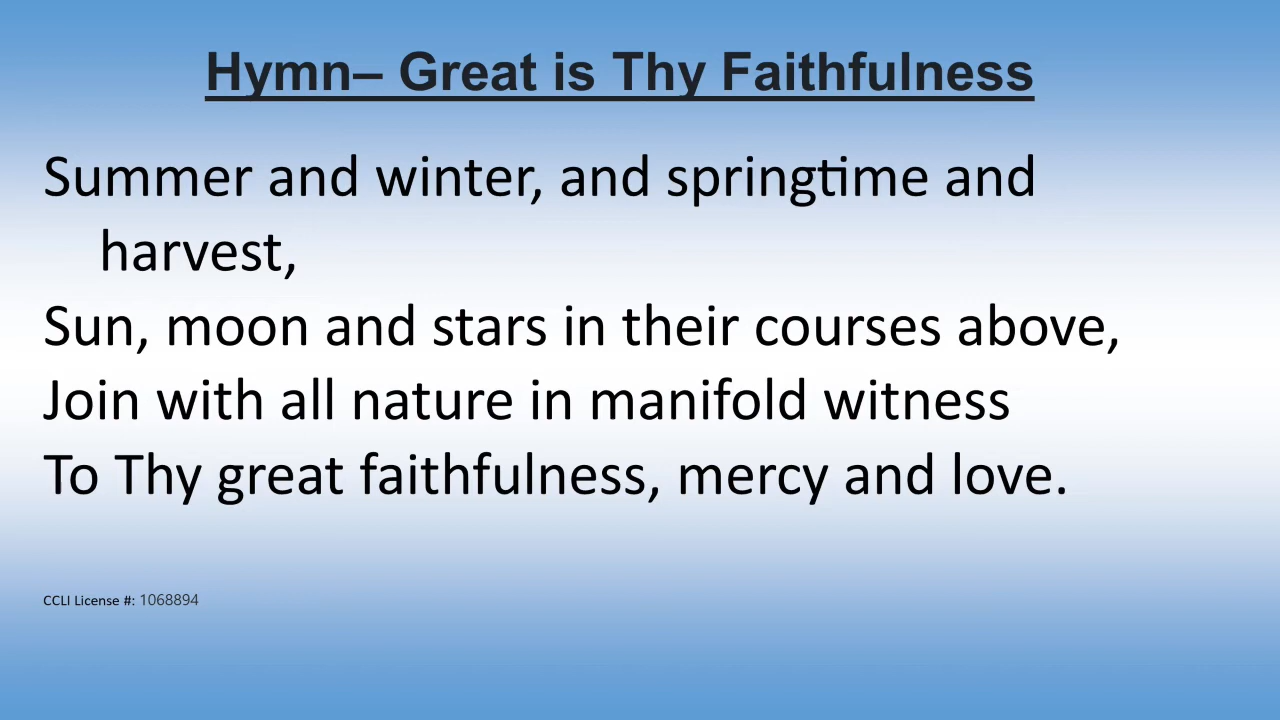 Hymn– Great is Thy Faithfulness
Summer and winter, and springtime and
harvest,
Sun, moon and stars in their courses above,
Join with all nature in manifold witness
To Thy great faithfulness, mercy and love.
CCLI License #: 1068894